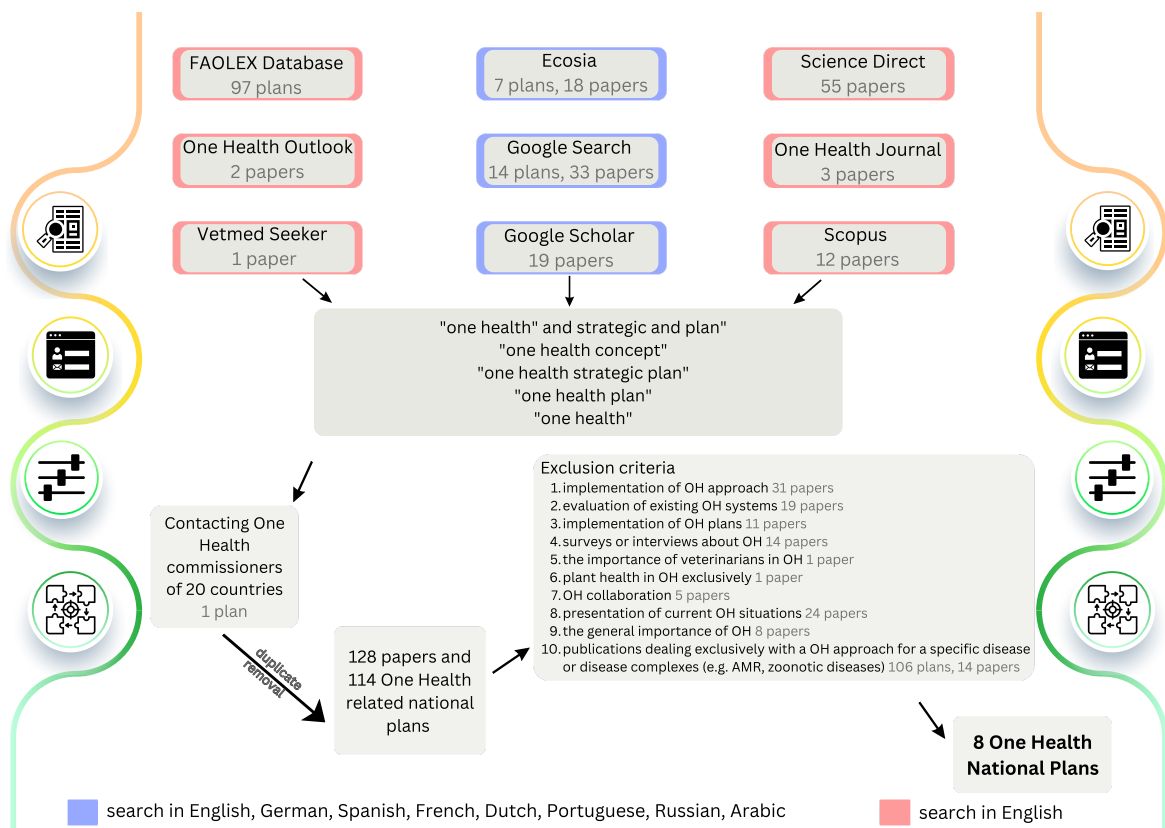 FAOLEX Database
97 plans
Ecosia
7 plans, 18 papers
Science Direct
55 papers
One Health Outlook
2 papers
Google Search
14 plans, 33 papers
One Health Journal
3 papers
Vetmed Seeker
1 paper
Google Scholar
19 papers
Scopus
12 papers
"one health" and strategic and plan"
"one health concept"
"one health strategic plan"
"one health plan"
"one health"
Contacting One
Health
commissioners
of 20 countries
1 plan
duplicate
removal
128 papers and
114 One Health
related national
plans
Exclusion criteria
1. implementation of OH approach 31 papers
2. evaluation of existing OH systems 19 papers
3. implementation of OH plans 11 papers
4. surveys or interviews about OH 14 papers
5. the importance of veterinarians in OH 1 paper
6. plant health in OH exclusively 1 paper
7. OH collaboration 5 papers
8. presentation of current OH situations 24 papers
9. the general importance of OH 8 papers
10. publications dealing exclusively with a OH approach for a specific disease
or disease complexes (e.g. AMR, zoonotic diseases) 106 plans, 14 papers
8 One Health
National Plans
search in English, German, Spanish, French, Dutch, Portuguese, Russian, Arabic
search in English